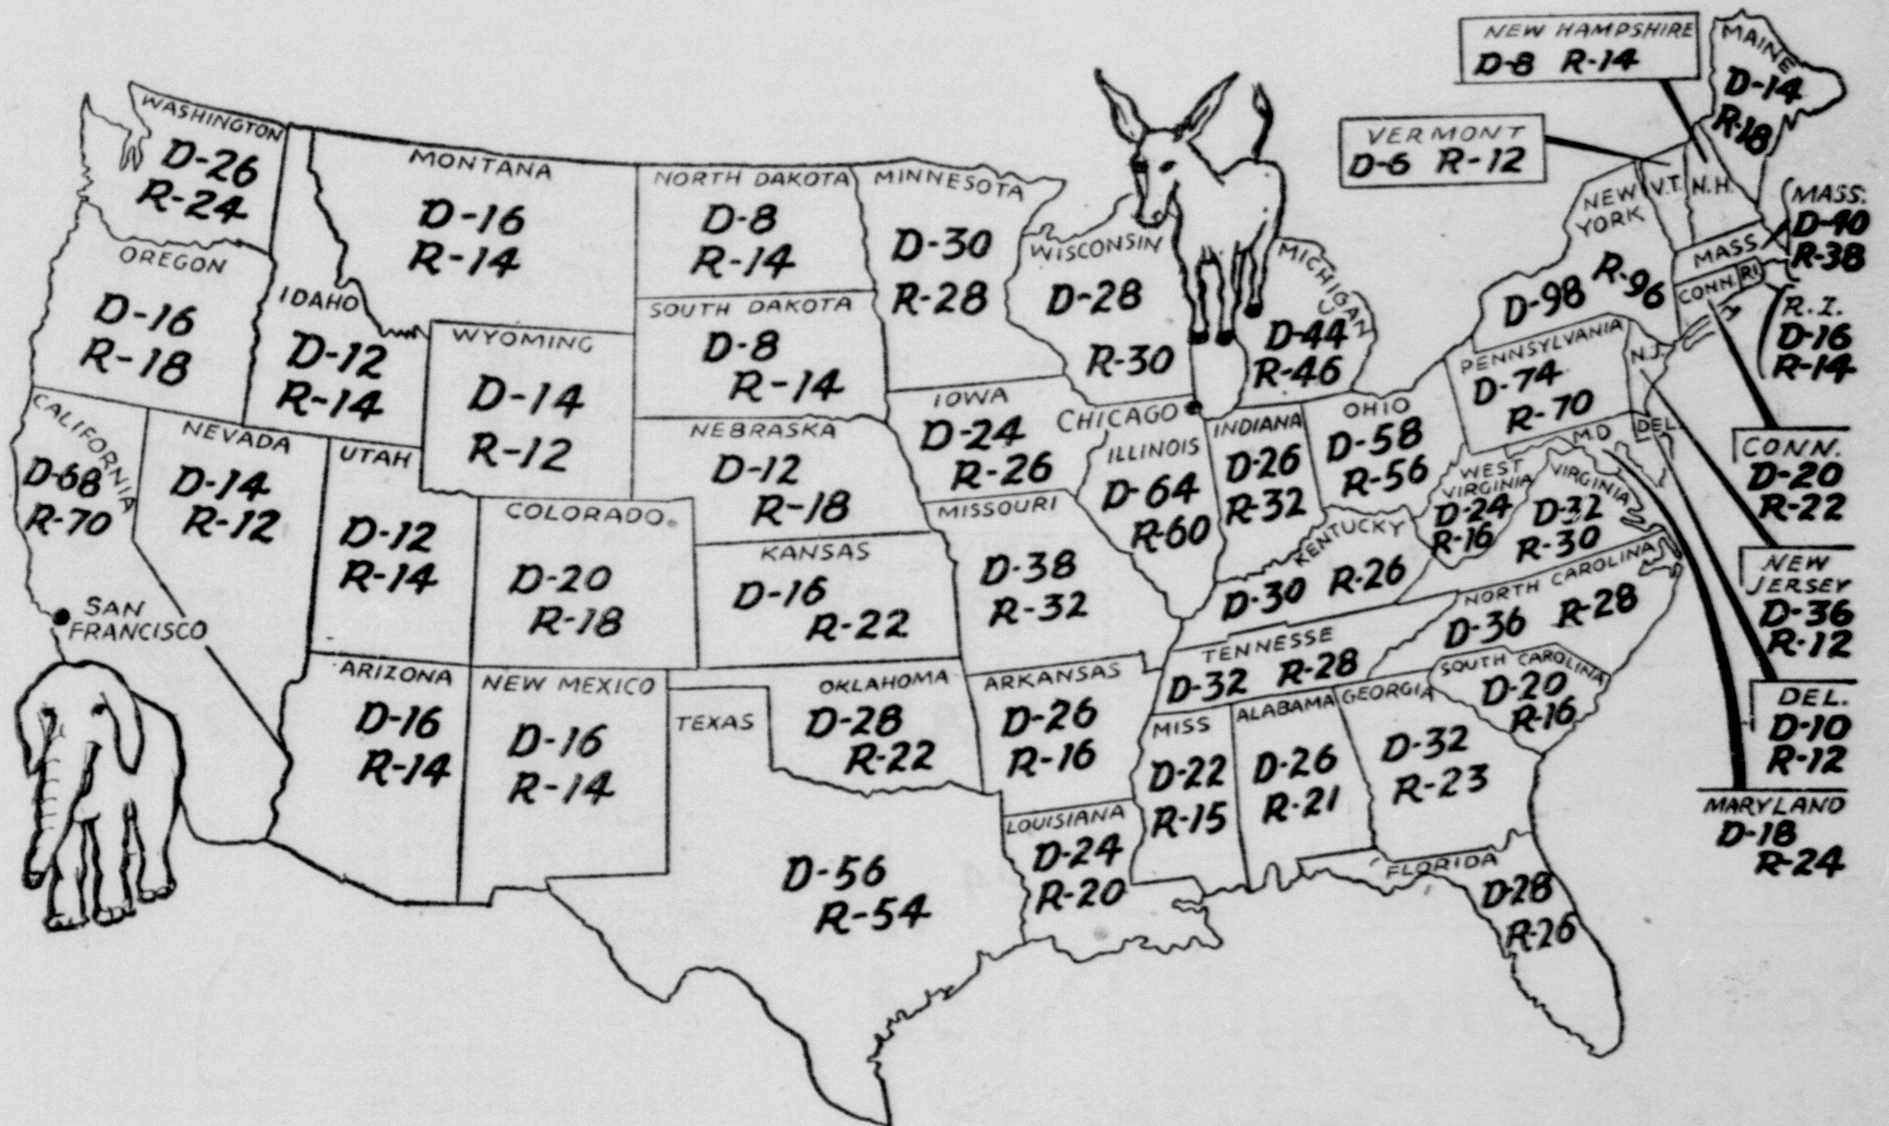 NEW HAMPSHIRE
D-8 R-14
MAINE
D-14
R-18
VERMONT
D-6 R-12
WASHINGTON
D-26
R-24
MONTANA
D-16
R-14
NORTH DAKOTA
D-8
R-14
MINNESOTA
D-30
R-28
WISCONSIN
D-28
R-30
MICHIGAN
D-44
R-46
NEW
YORK
D-98 R-96
V.T.
N.H.
MASS.
D-40
R-38
MASS
CONN.
RI
R.I.
D-16
R-14
OREGON
D-16
R-18
IDAHO
D-12
R-14
WYOMING
D-14
R-12
SOUTH DAKOTA
D-8
R-14
IOWA
D-24
R-26
CHICAGO
ILLINOIS
D-64
R-60
INDIANA
D-26
R-32
OHIO
D-58
R-56
PENNSYLVANIA
D-74
R-70
N.J.
M.D
DEL.
CONN.
D-20
R-22
CALIFORNIA
D-68
R-70
NEVADA
D-14
R-12
UTAH
D-12
R-14
COLORADO
D-20
R-18
NEBRASKA
D-12
R-18
KANSAS
D-16
R-22
MISSOURI
D-38
R-32
KENTUCKY
D-30 R-26
WEST
VIRGINIA
D-24
R-16
VIRGINIA
D-32
R-30
NEW
JERSEY
D-36
R-12
SAN
FRANCISCO
ARIZONA
D-16
R-14
NEW MEXICO
D-16
R-14
TEXAS
D-56
R-54
OKLAHOMA
D-28
R-22
ARKANSAS
D-26
R-16
TENNESSE
D-32 R-28
NORTH CAROLINA
D-36 R-28
SOUTH CAROLINA
D-20
R-16
DEL.
D-10
R-12
MISS
D-22
R-15
ALABAMA
D-26
R-21
GEORGIA
D-32
R-23
MARYLAND
D-18
R-24
LOUISIANA
D-24
R-20
FLORIDA
D-28
R-26